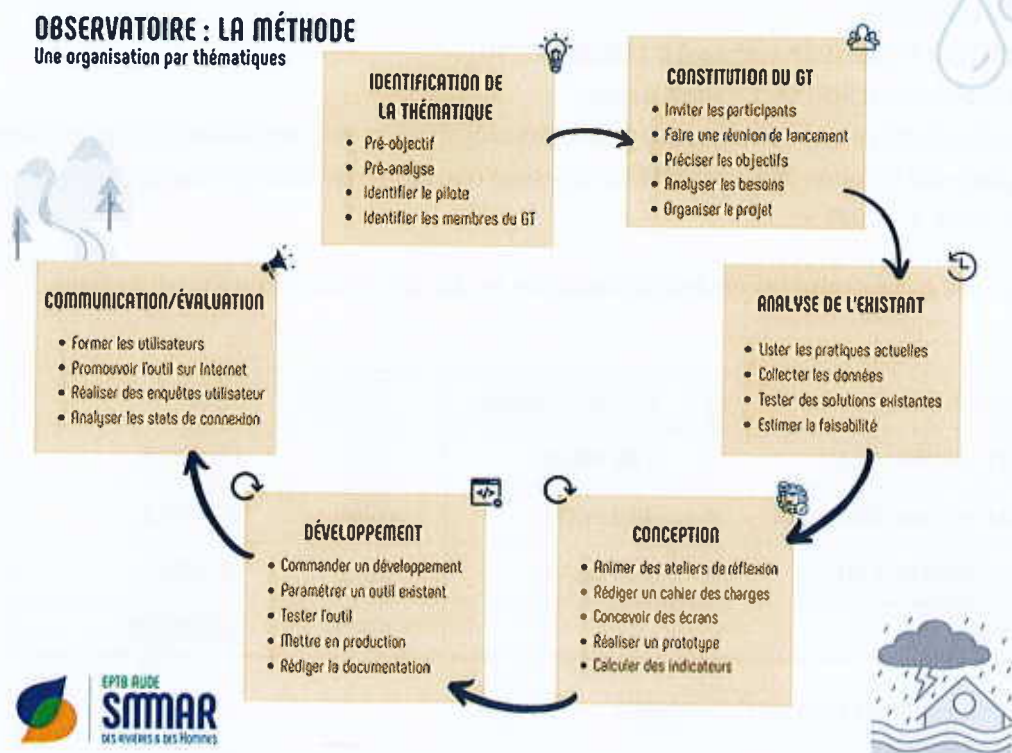 OBSERVATOIRE : LA MÉTHODE
Une organisation par thématiques
IDENTIFICATION DE
LA THÉMATIQUE
• Pré-objectif
• Pré-analyse
• Identifier le pilote
• Identifier les membres du GT
CONSTITUTION DU GT
• Inviter les participants
• Faire une réunion de lancement
• Préciser les objectifs
• Analyser les besoins
• Organiser le projet
ANALYSE DE L'EXISTANT
• Lister les pratiques actuelles
• Collecter les données
• Tester des solutions existantes
• Estimer la faisabilité
CONCEPTION
• Animer des ateliers de réflexion
• Rédiger un cahier des charges
• Concevoir des écrans
• Réaliser un prototype
• Calculer des indicateurs
DÉVELOPPEMENT
• Commander un développement
• Paramétrer un outil existant
• Tester l'outil
• Mettre en production
• Rédiger la documentation
COMMUNICATION/ÉVALUATION
• Former les utilisateurs
• Promouvoir l'outil sur Internet
• Réaliser des enquêtes utilisateur
• Analyser les stats de connexion
EPTB AUDE
SMMAR
DES RIVIÈRES & DES HOMMES